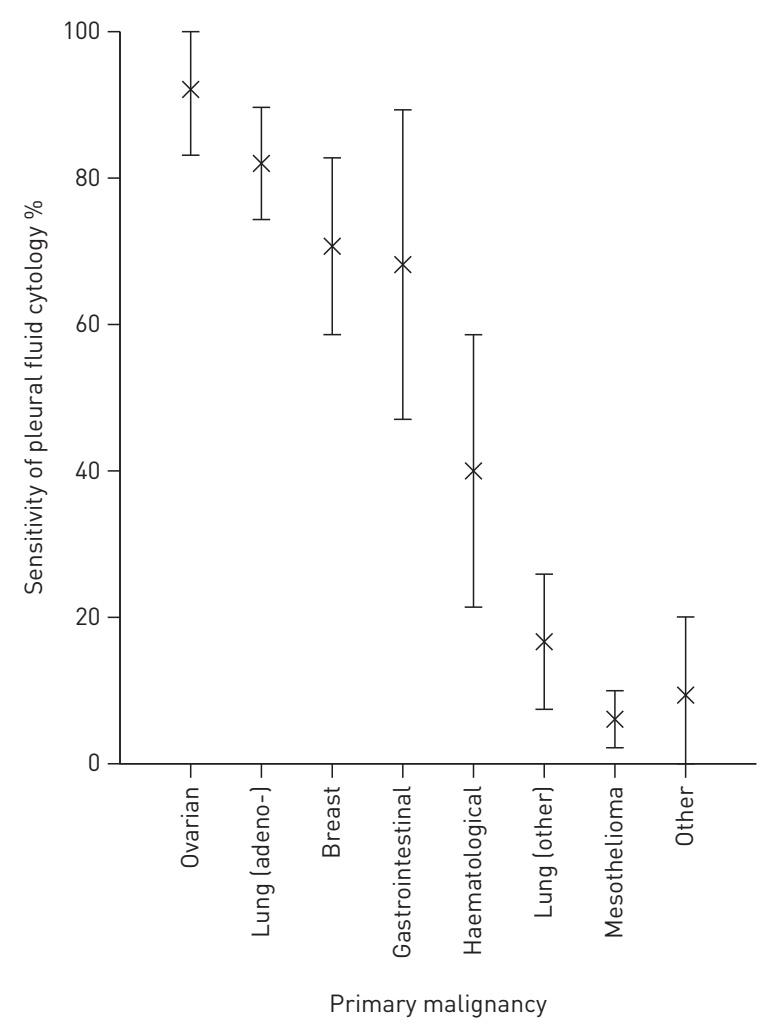 Sensitivity of pleural fluid cytology %
100
80
60
40
20
0
Ovarian
Lung (adeno-)
Breast
Gastrointestinal
Haematological
Lung (other)
Mesothelioma
Other
Primary malignancy